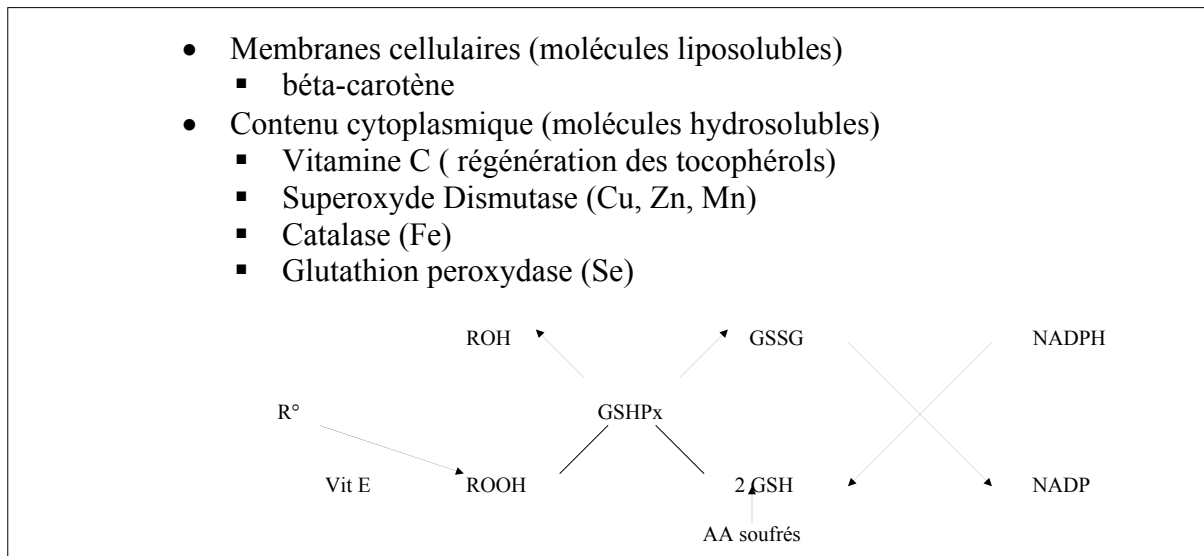 • Membranes cellulaires (molécules liposolubles)
▪ béta-carotène
• Contenu cytoplasmique (molécules hydrosolubles)
▪ Vitamine C ( régénération des tocophérols)
▪ Superoxyde Dismutase (Cu, Zn, Mn)
▪ Catalase (Fe)
▪ Glutathion peroxydase (Se)
ROH GSSG NADPH
R° GSHPx
Vit E ROOH 2 GSH NADP
AA soufrés